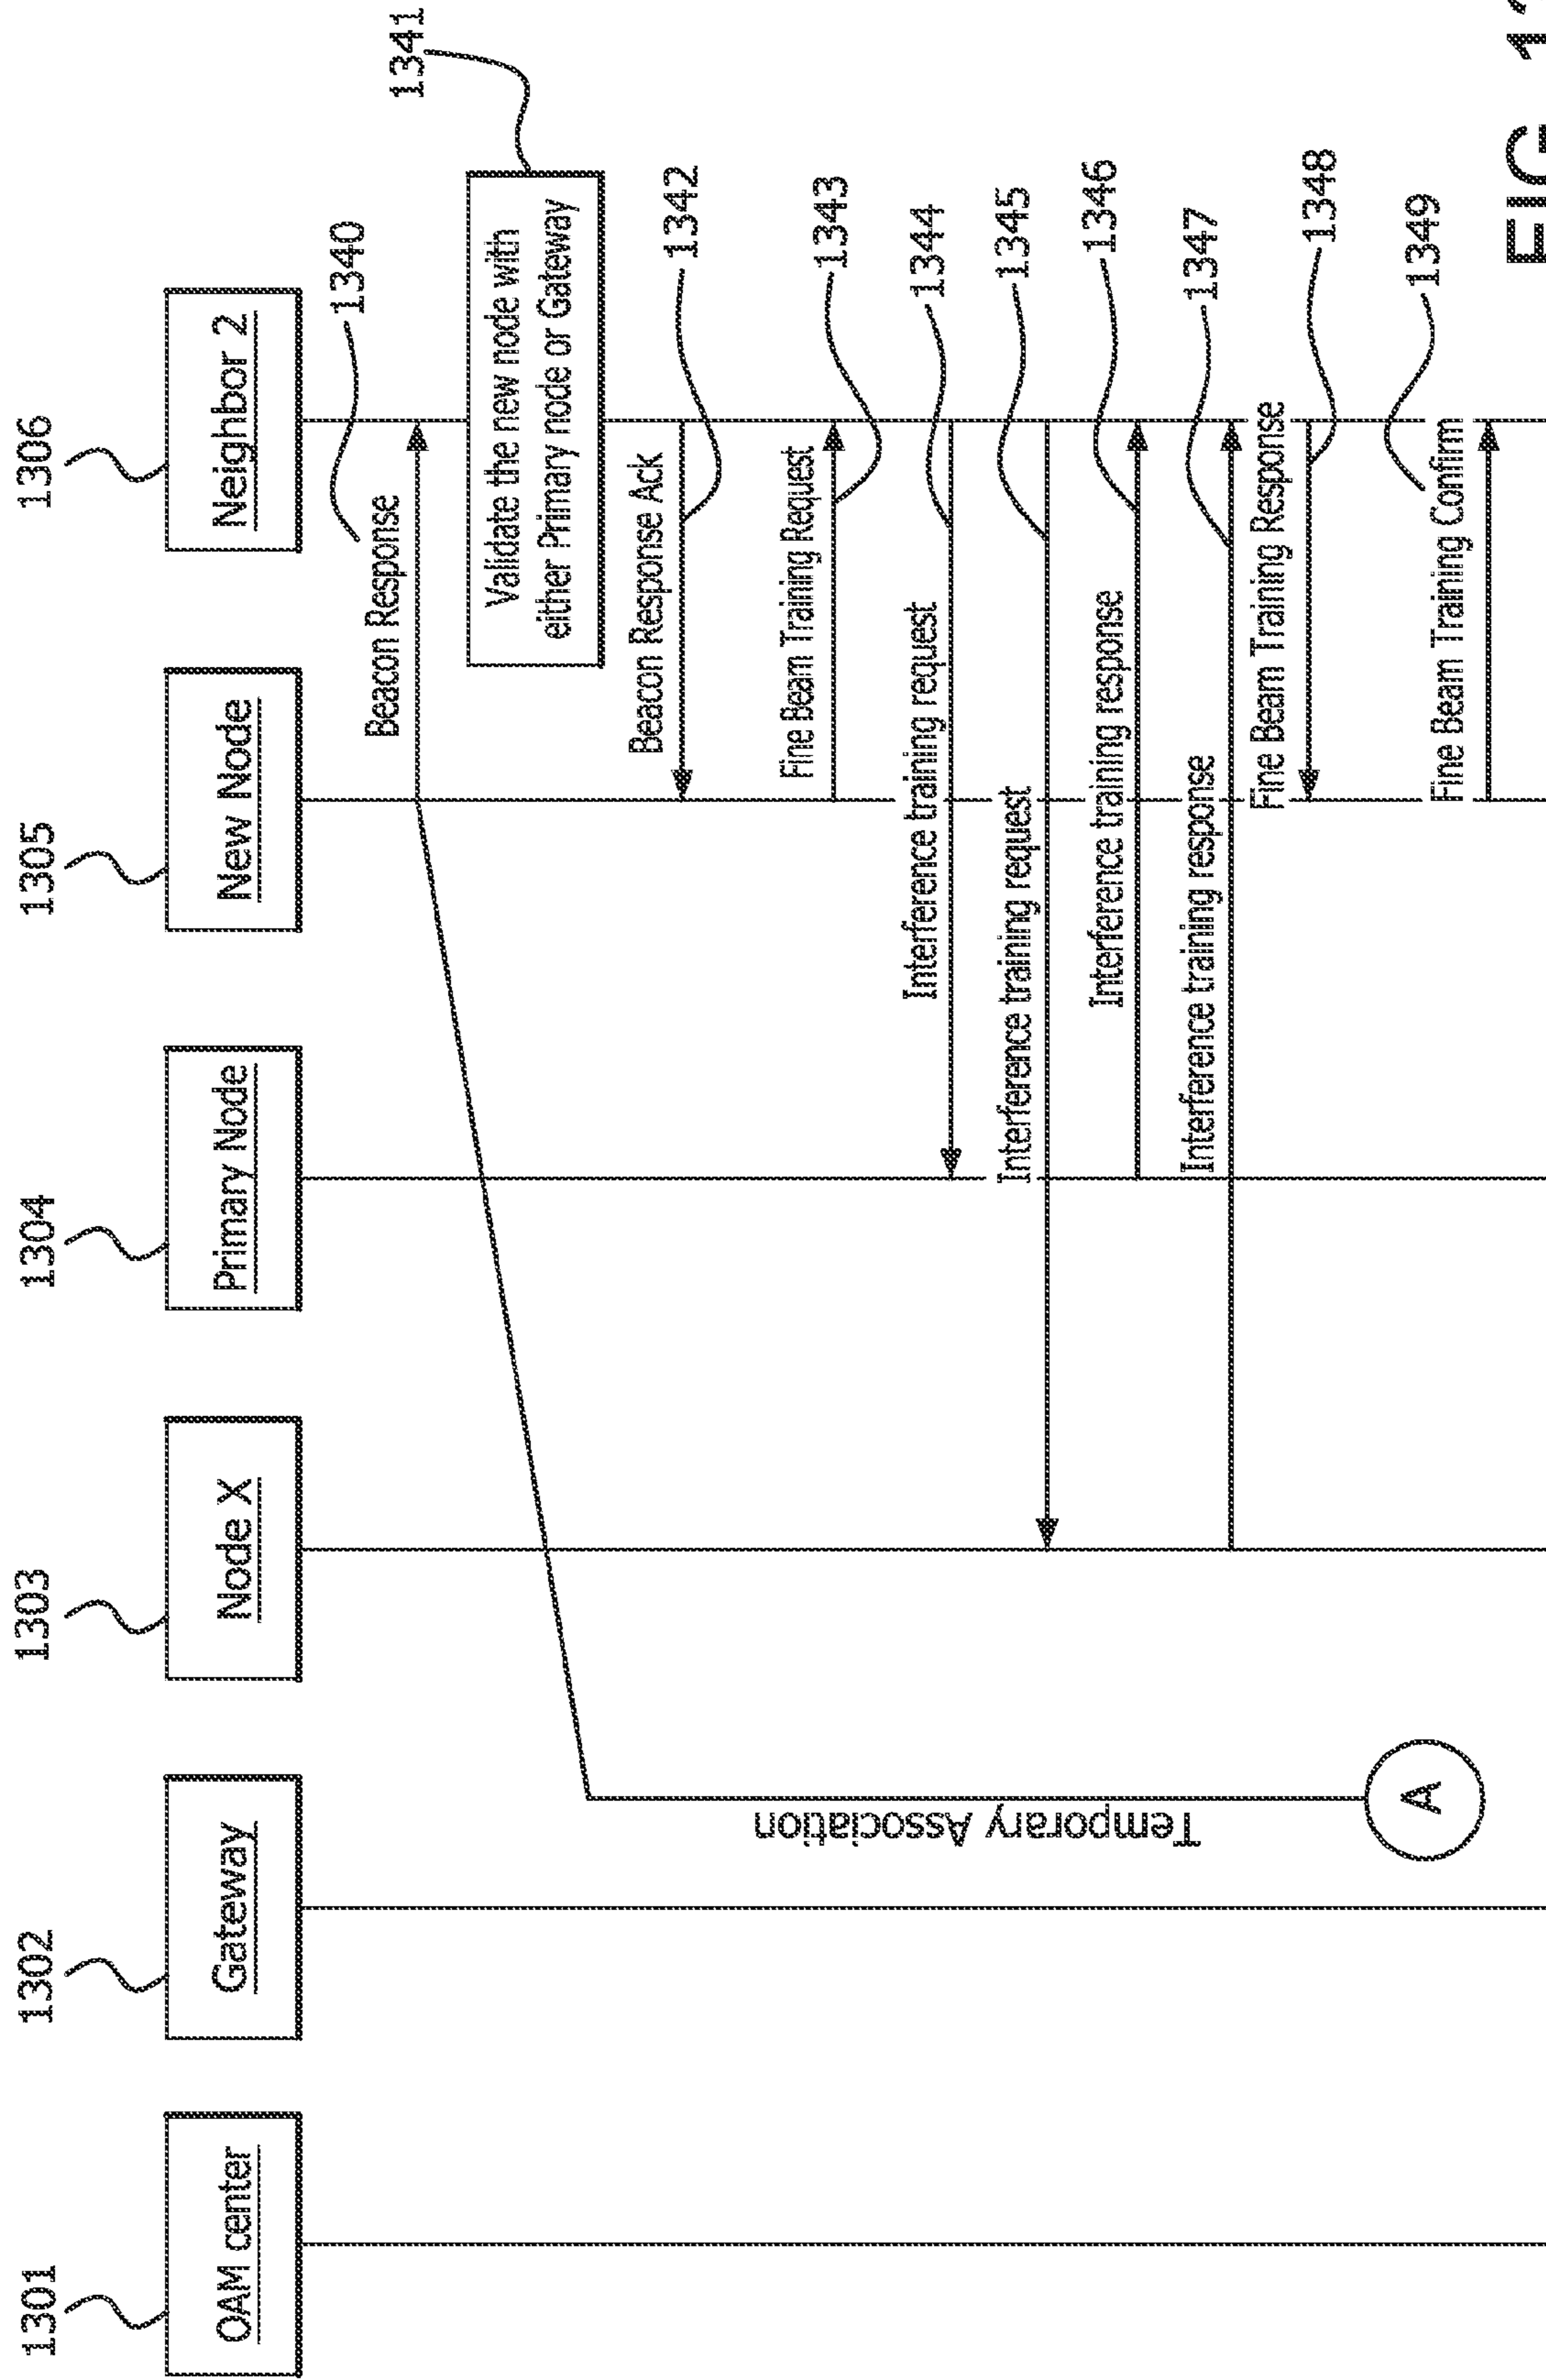 1301
1302
1303
1304
1305
1306
OAM center
Gateway
Node X
Primary Node
New Node
Neighbor 2
1340
Beacon Response
1341
Validate the new node with
either Primary node or Gateway
Beacon Response Ack
1342
Fine Beam Training Request
1343
Interference training request
1344
Interference training request
1345
Interference training response
1346
Interference training response
1347
Fine Beam Training Response
1348
Fine Beam Training Confirm
1349
Temporary Association
A
FIG.